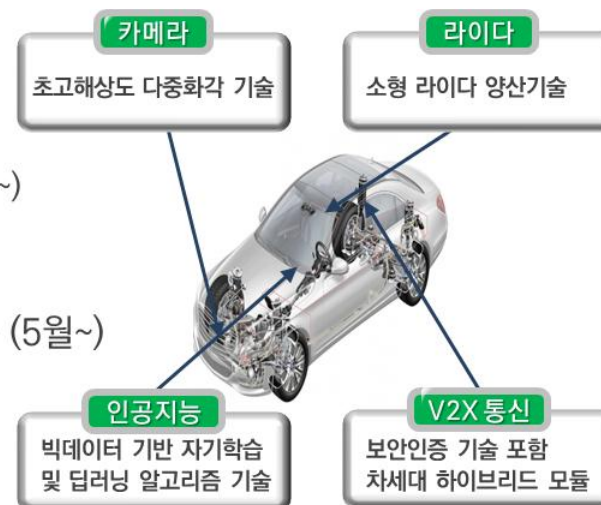 카메라
초고해상도 다중화각 기술
라이다
소형 라이다 양산기술
~)
(5월~)
인공지능
빅데이터 기반 자기학습
및 딥러닝 알고리즘 기술
V2X 통신
보안인증 기술 포함
차세대 하이브리드 모듈